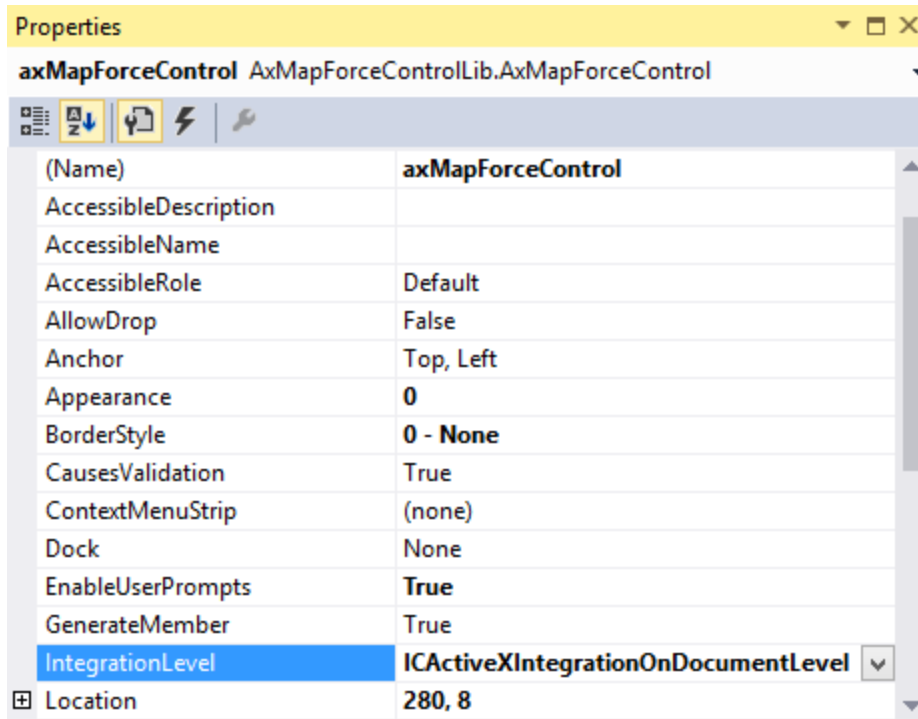 Properties
axMapForceControl AxMapForceControlLib.AxMapForceControl
(Name) axMapForceControl
AccessibleDescription
AccessibleName
AccessibleRole Default
AllowDrop False
Anchor Top, Left
Appearance 0
BorderStyle 0 - None
CausesValidation True
ContextMenuStrip (none)
Dock None
EnableUserPrompts True
GenerateMember True
IntegrationLevel ICActiveXIntegrationOnDocumentLevel
Location 280, 8